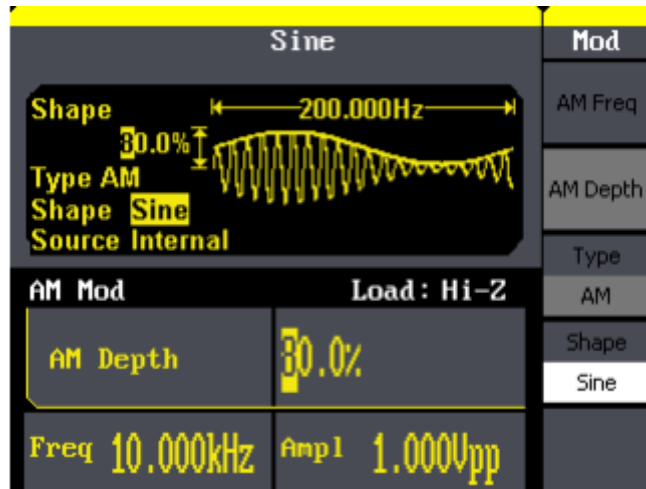 Sine
Mod
Shape
200.000Hz
80.0%
Type AM
Shape Sine
Source Internal
AM Mod
Load: Hi-Z
AM Depth
80.0%
Freq 10.000kHz
Ampl 1.000Vpp
AM Freq
AM Depth
Type
AM
Shape
Sine